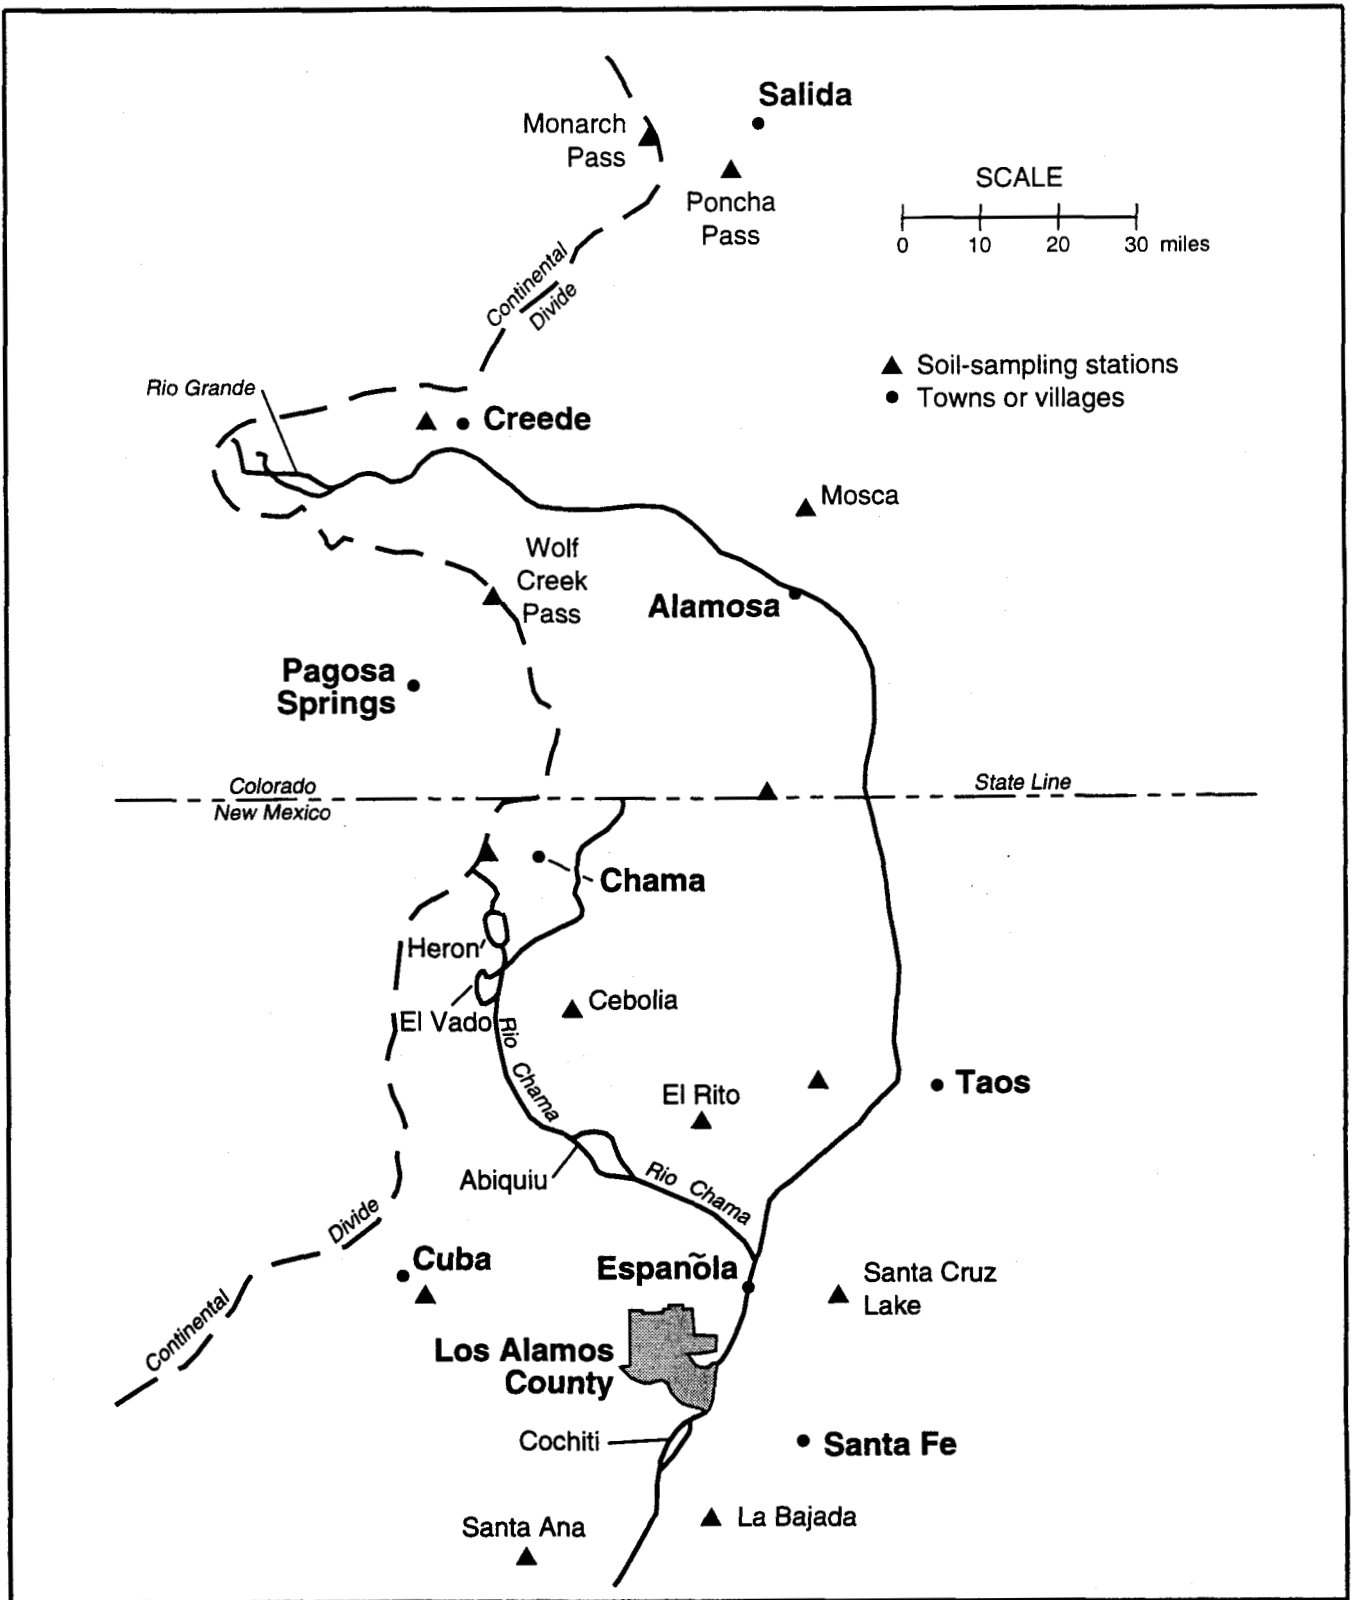 Salida
Monarch
Pass
Poncha
Pass
SCALE
0 10 20 30 miles
Continental
Divide
Soil-sampling stations
Towns or villages
Rio Grande
Creede
Mosca
Wolf
Creek
Pass
Alamosa
Pagosa
Springs
Colorado
State Line
New Mexico
Chama
Heron
Cebolia
El Vado
Rio Chama
Taos
El Rito
Abiquiu
Rio Chama
Divide
Continental
Cuba
Española
Santa Cruz
Lake
Los Alamos
County
Cochiti
Santa Fe
La Bajada
Santa Ana